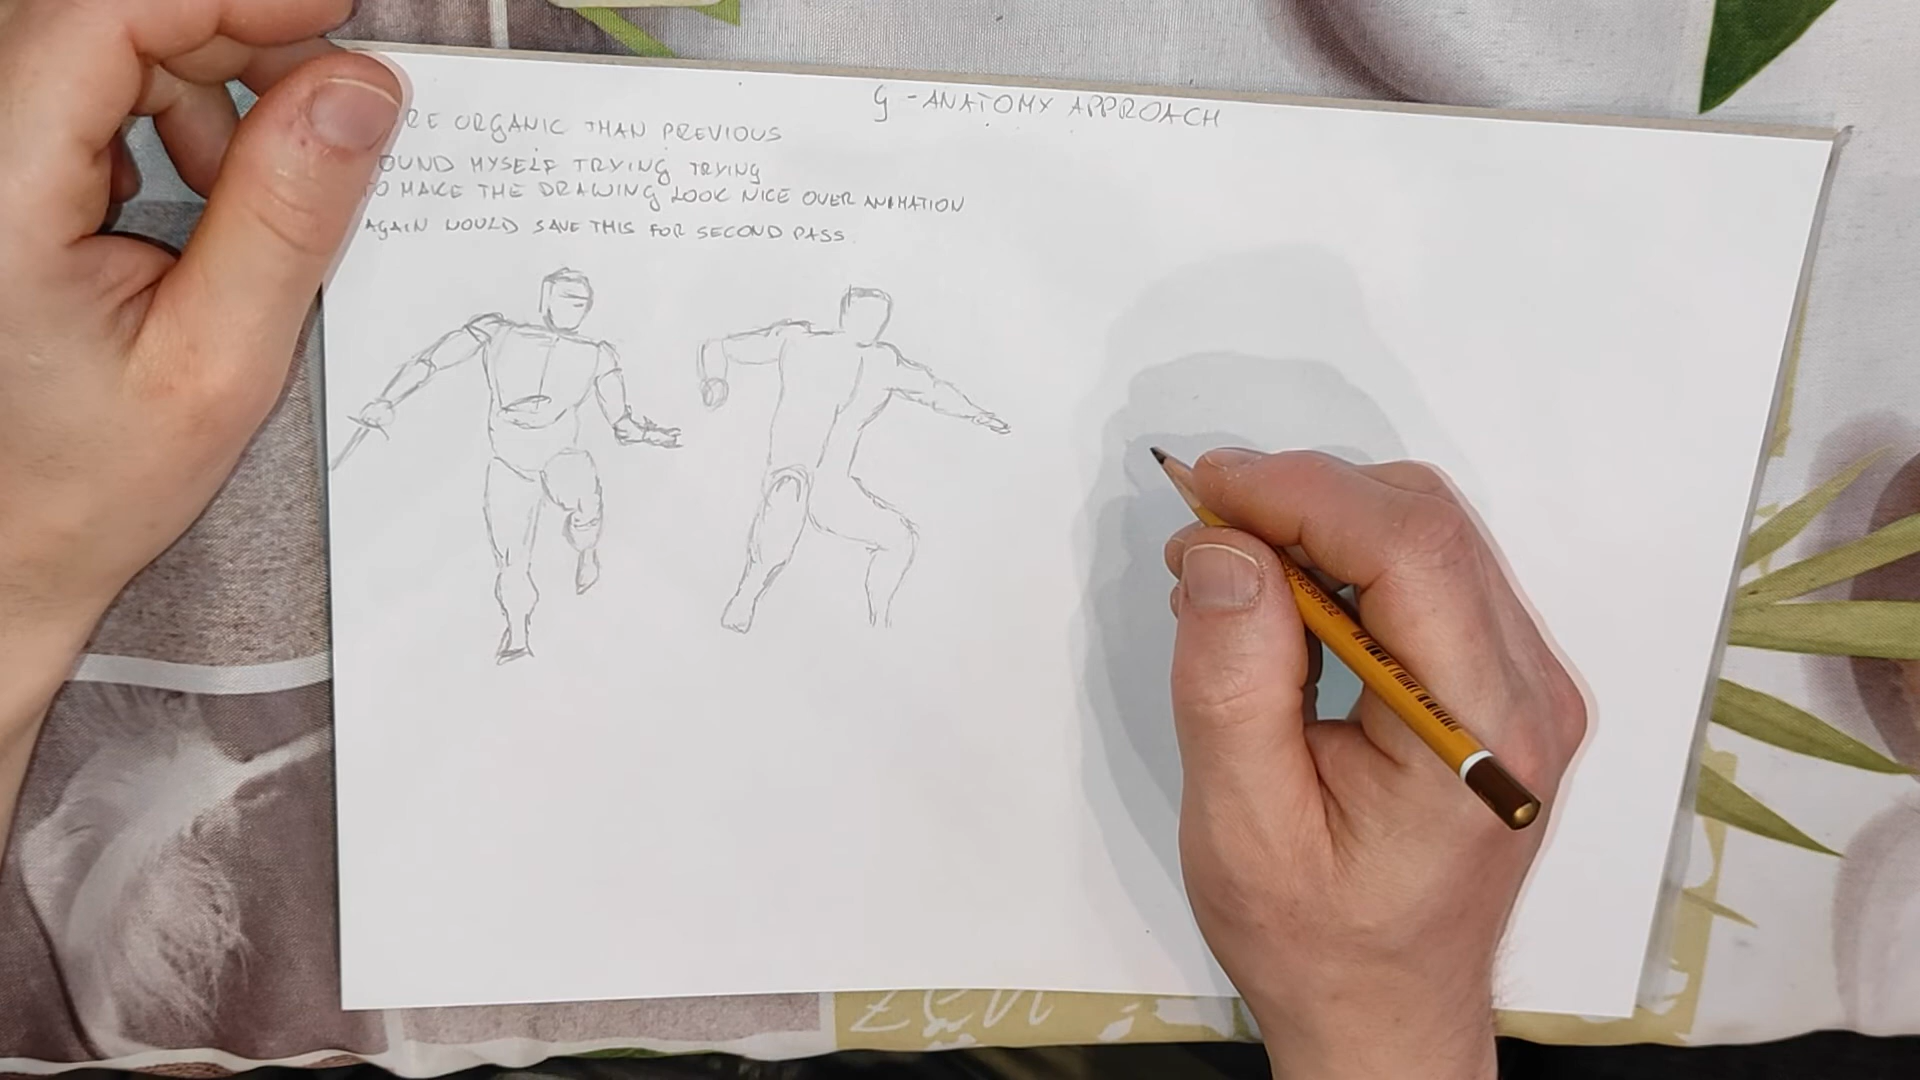 G - ANATOMY APPROACH
RE ORGANIC THAN PREVIOUS
OUND MYSELF TRYING TRYING
TO MAKE THE DRAWING LOOK NICE OVER ANIMATION
AGAIN WOULD SAVE THIS FOR SECOND PASS